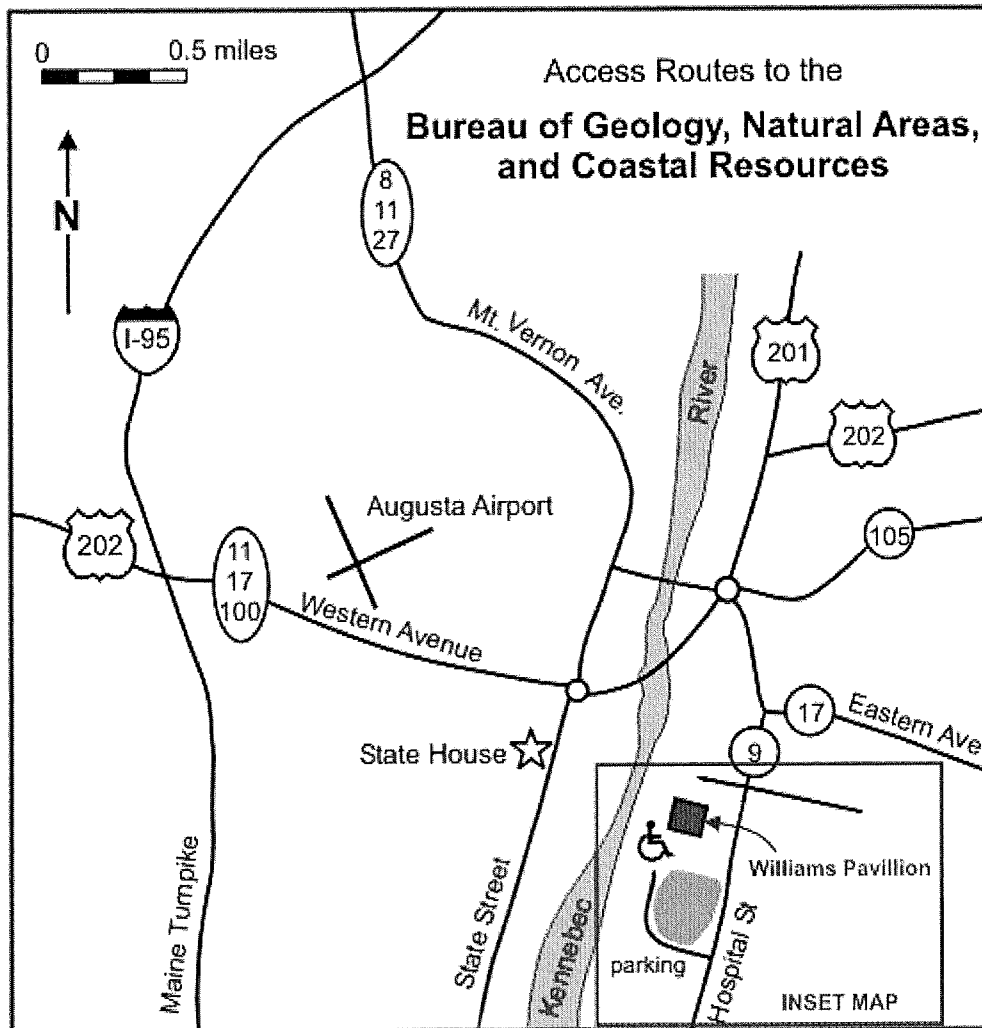 0 0.5 miles
Access Routes to the
Bureau of Geology, Natural Areas,
and Coastal Resources
N
8
11
27
I-95
Mt. Vernon Ave.
River
201
202
Augusta Airport
105
202
11
17
100
Western Avenue
17
Eastern Ave
State House
9
Williams Pavillion
Maine Turnpike
State Street
Kennebec
parking
Hospital St
INSET MAP